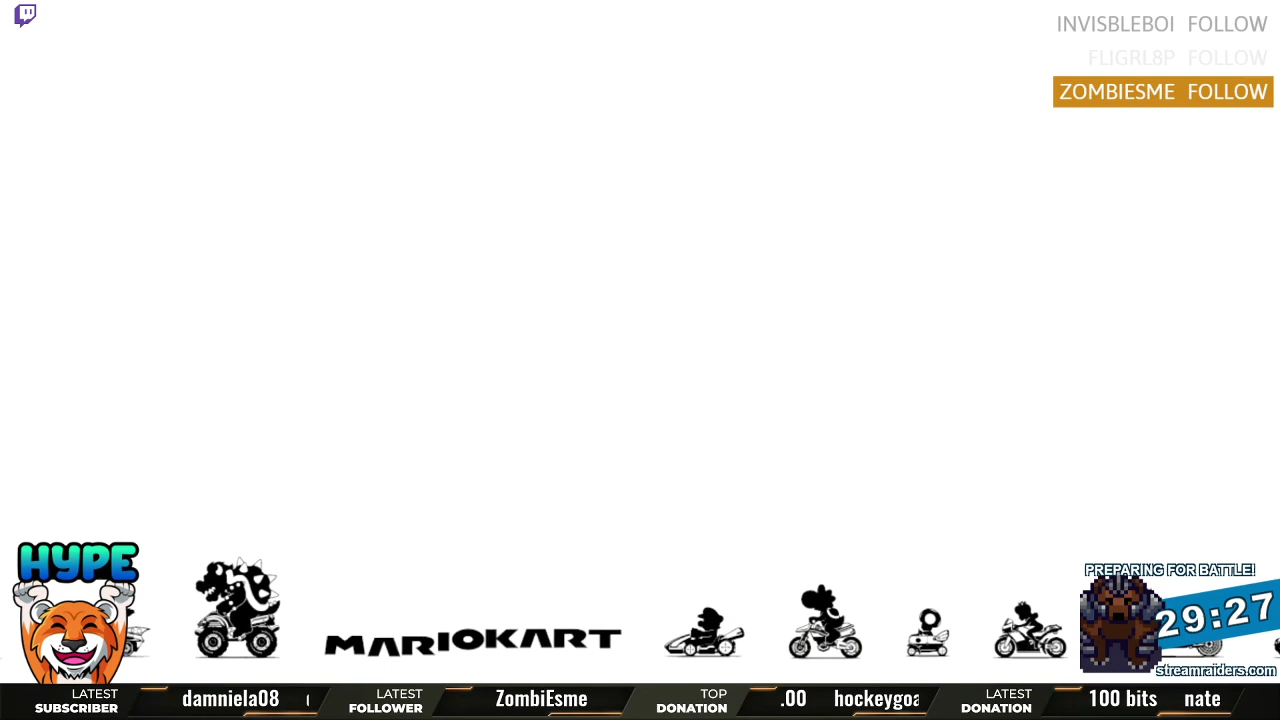 INVISBLEBOI FOLLOW
FLIGRL8P FOLLOW
ZOMBIESME FOLLOW
HYPE
MARIOKART
PREPARING FOR BATTLE!
29:27
streamraiders.com
LATEST SUBSCRIBER damniela08
LATEST FOLLOWER ZombiEsme
TOP DONATION .00 hockeygoa
LATEST DONATION 100 bits nate